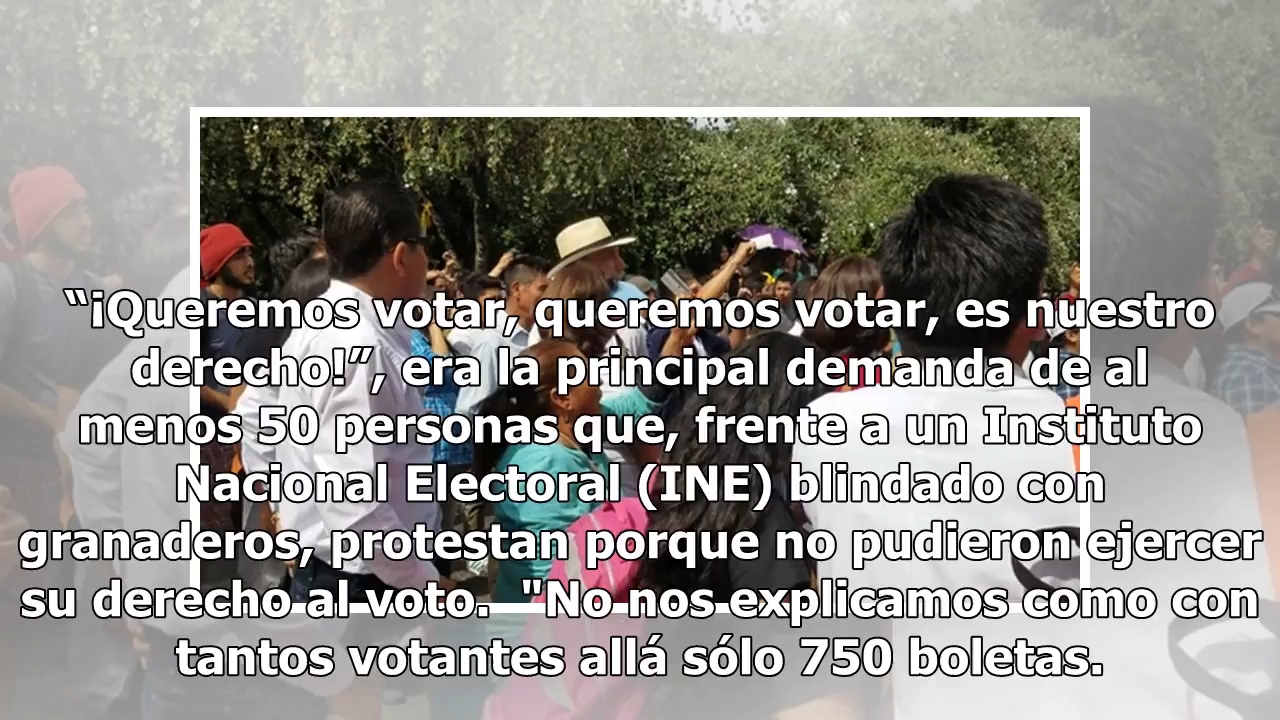 “¡Queremos votar, queremos votar, es nuestro
derecho!”, era la principal demanda de al
menos 50 personas que, frente a un Instituto
Nacional Electoral (INE) blindado con
granaderos, protestan porque no pudieron ejercer
su derecho al voto.  "No nos explicamos como con
tantos votantes allá sólo 750 boletas.